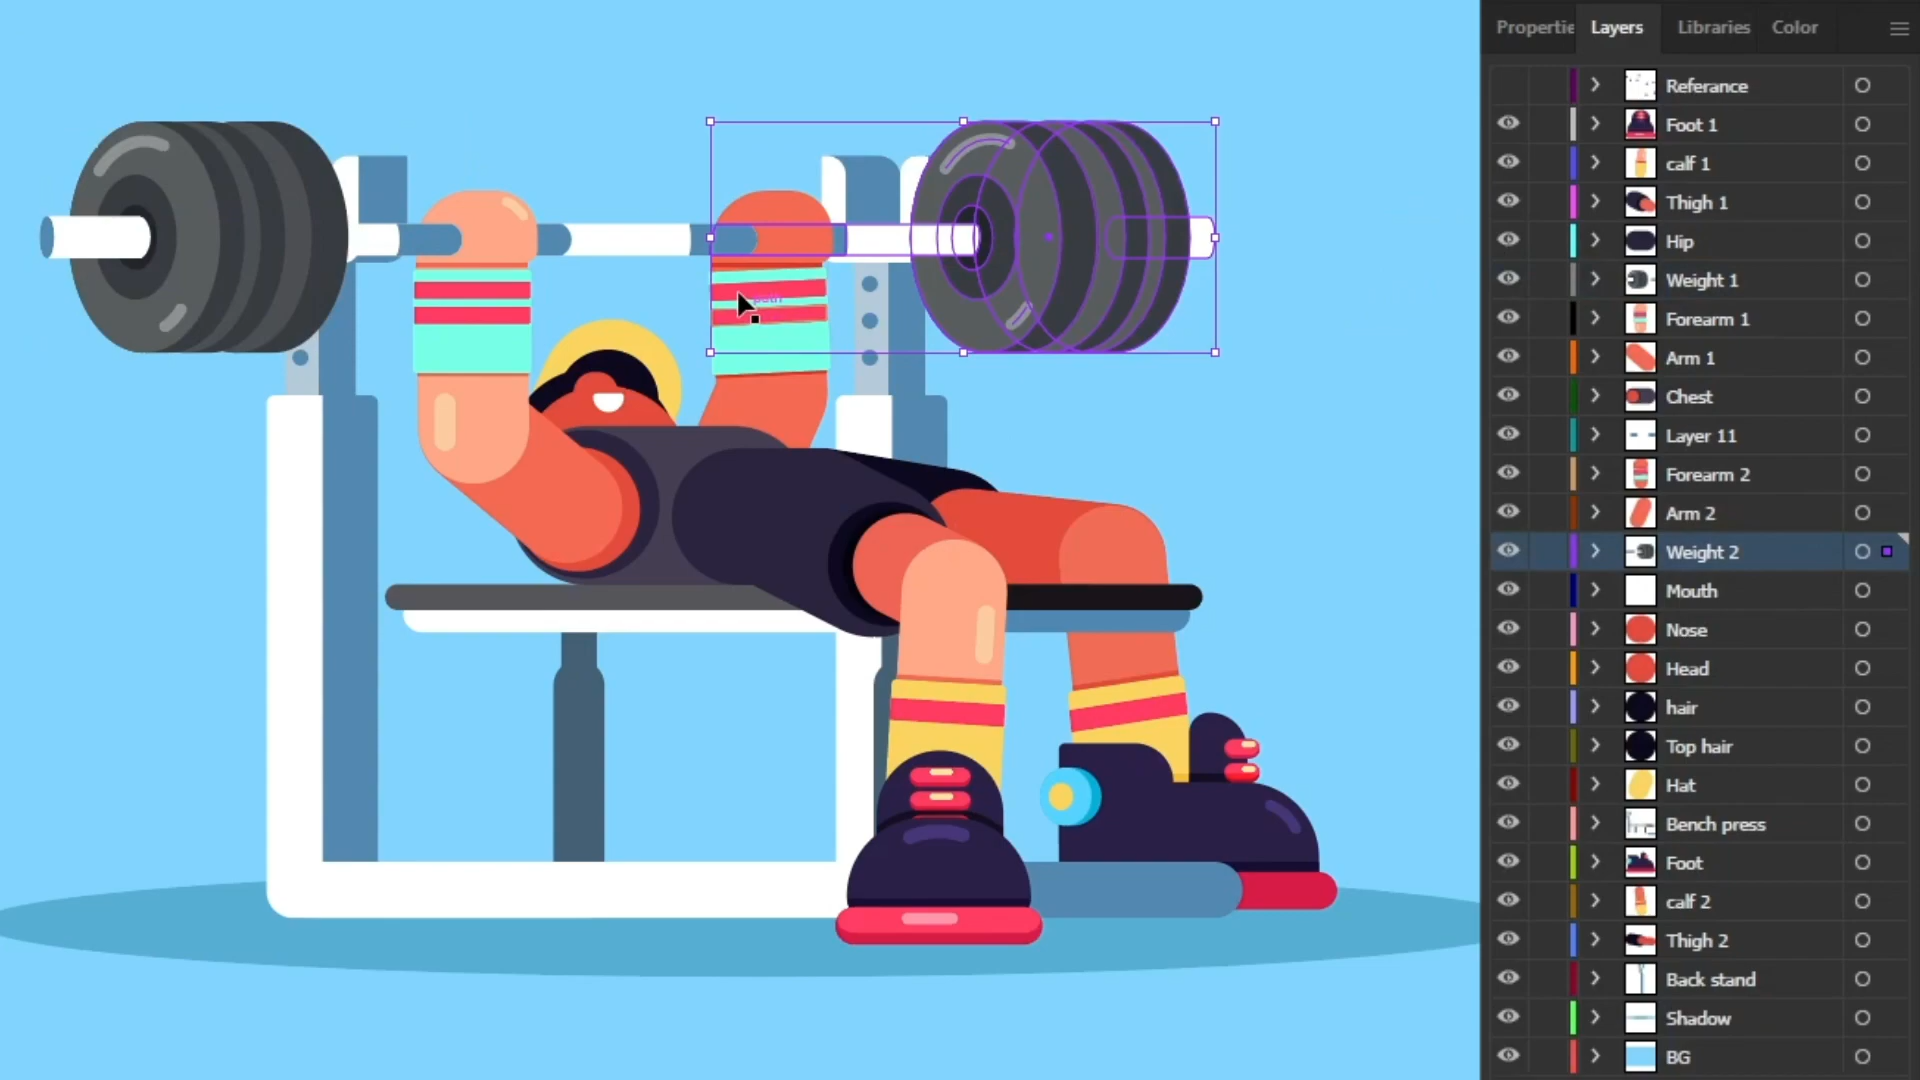 Propertie
Layers
Libraries
Color
Referance
Foot 1
calf 1
Thigh 1
Hip
Weight 1
Forearm 1
Arm 1
Chest
Layer 11
Forearm 2
Arm 2
Weight 2
Mouth
Nose
Head
hair
Top hair
Hat
Bench press
Foot
calf 2
Thigh 2
Back stand
Shadow
BG
path